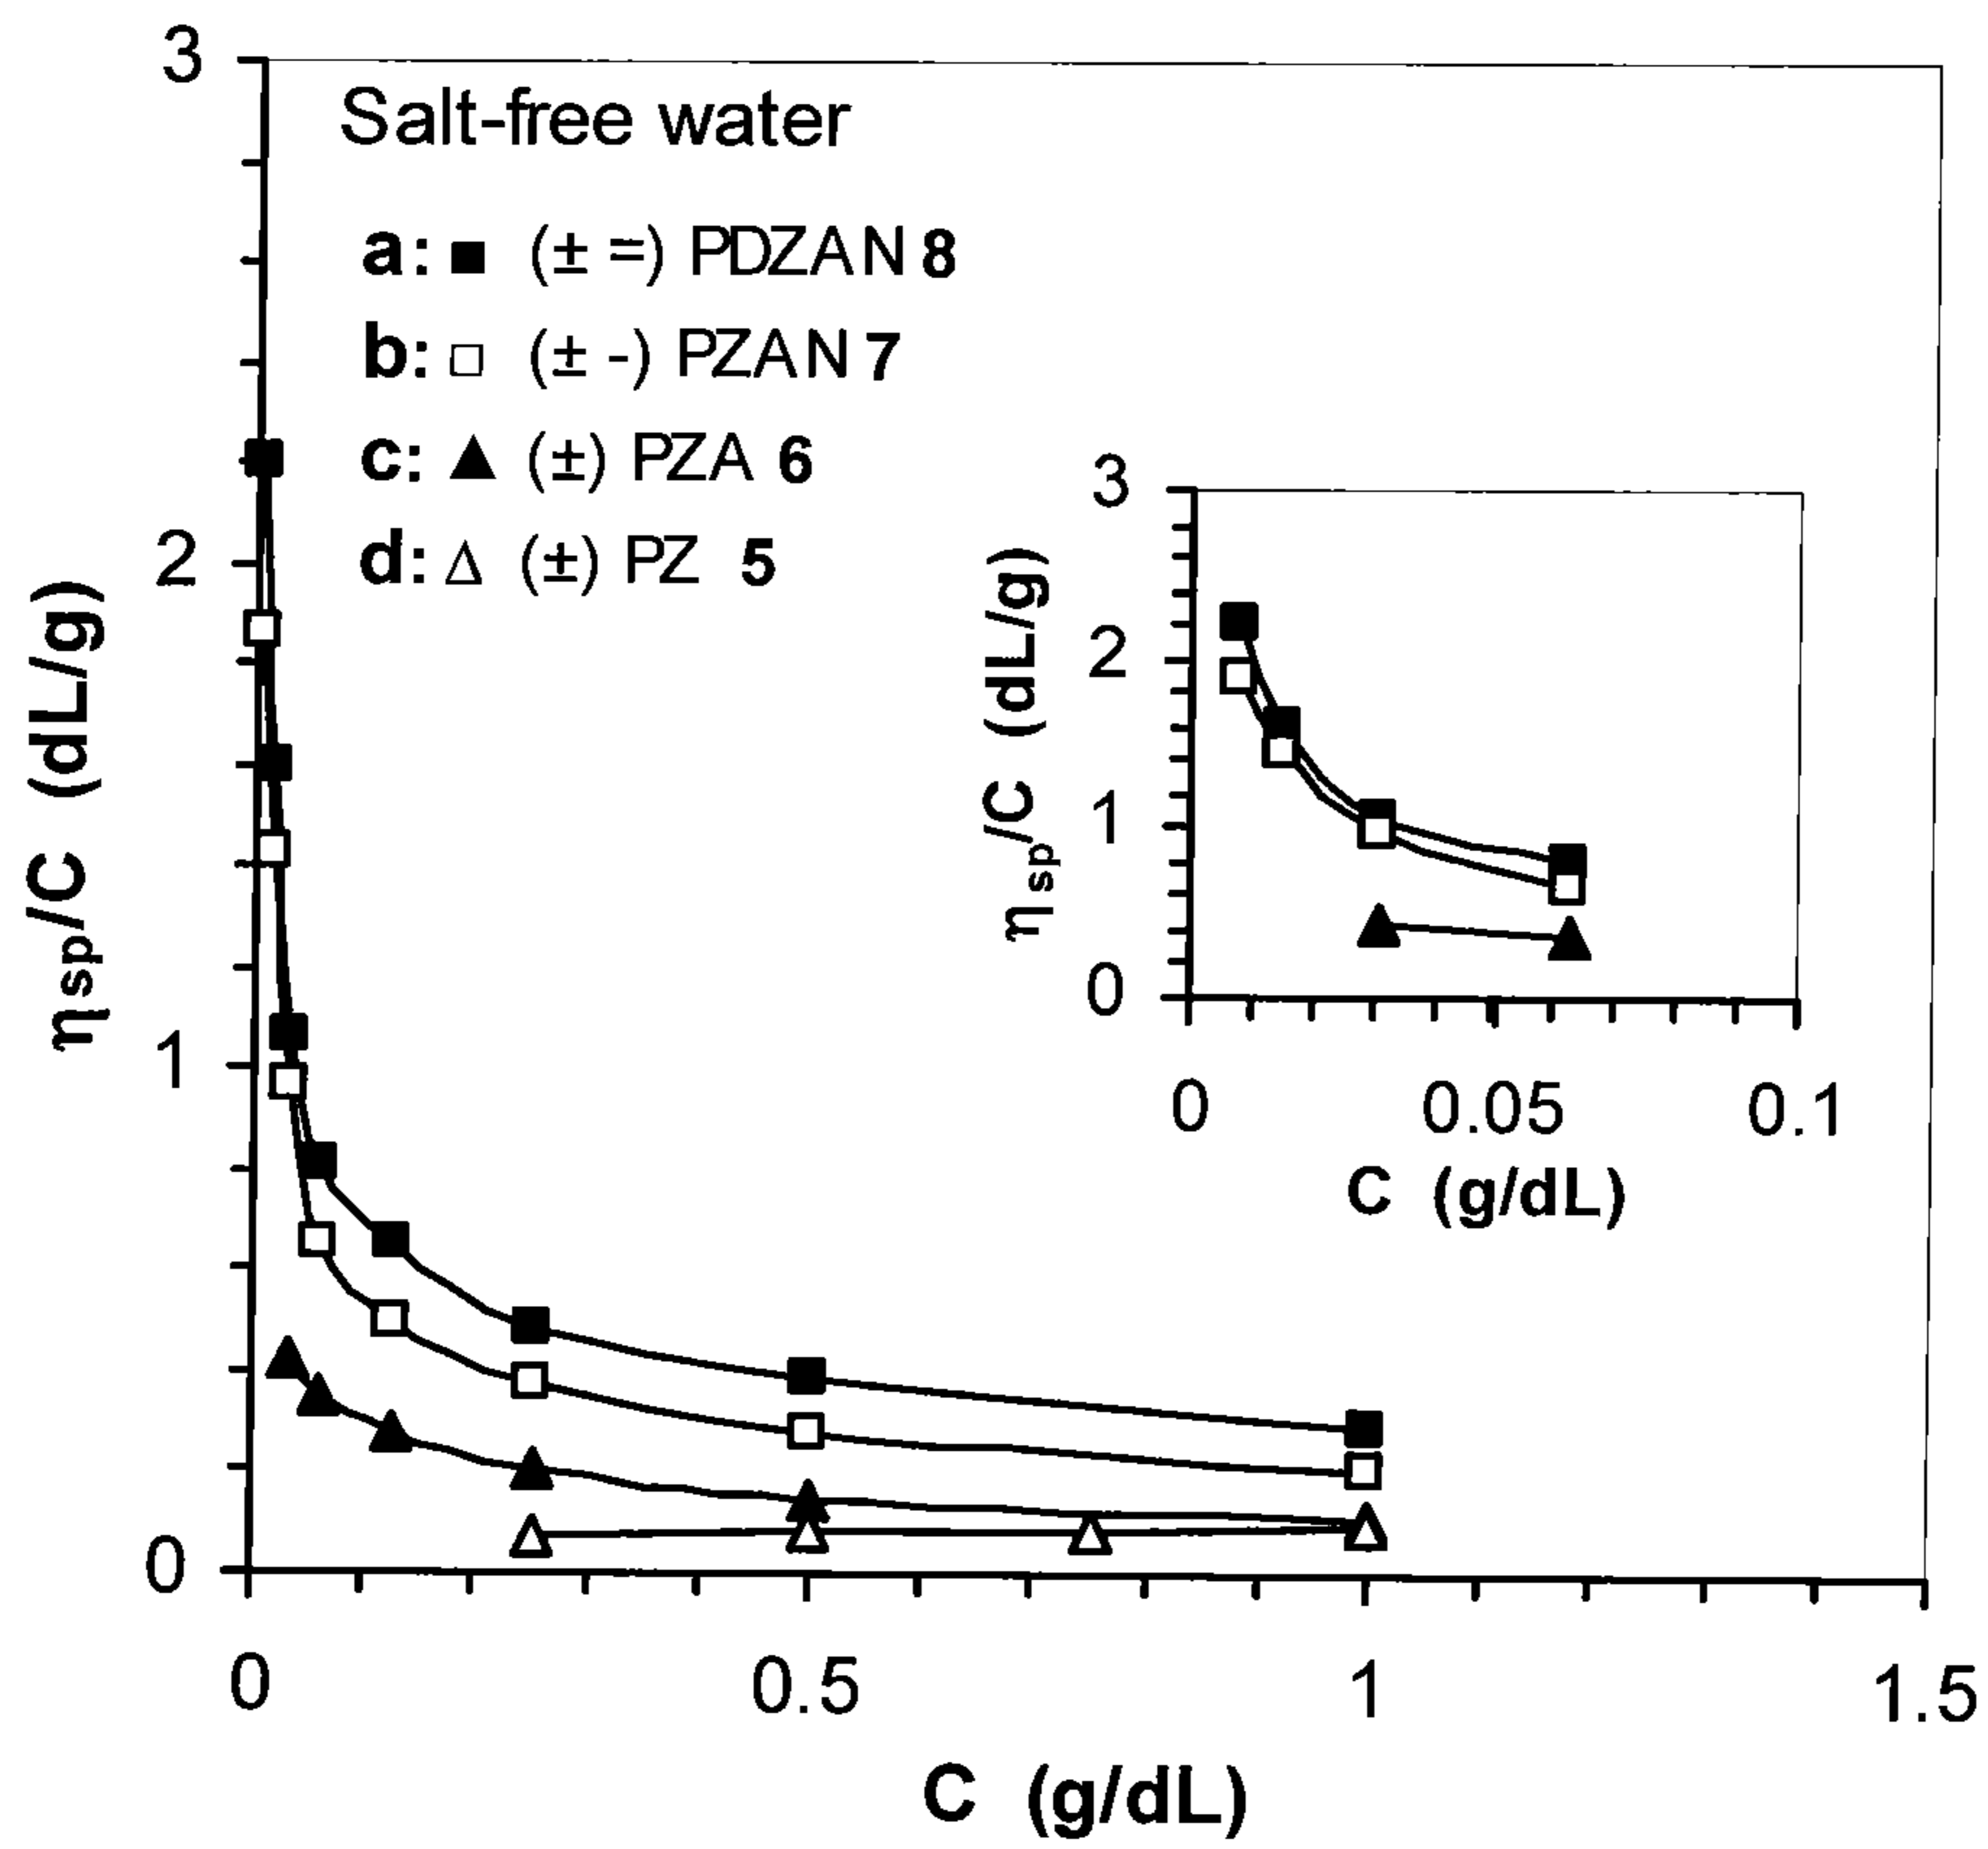 3
Salt-free water
a: ■ (± =) PDZAN 8
b: □ (± -) PZAN 7
c: ▲ (±) PZA 6
d: △ (±) PZ 5
2
1
0
ηsp/C (dL/g)
0 0.5 1 1.5
C (g/dL)
3
2
1
0
ηsp/C (dL/g)
0 0.05 0.1
C (g/dL)